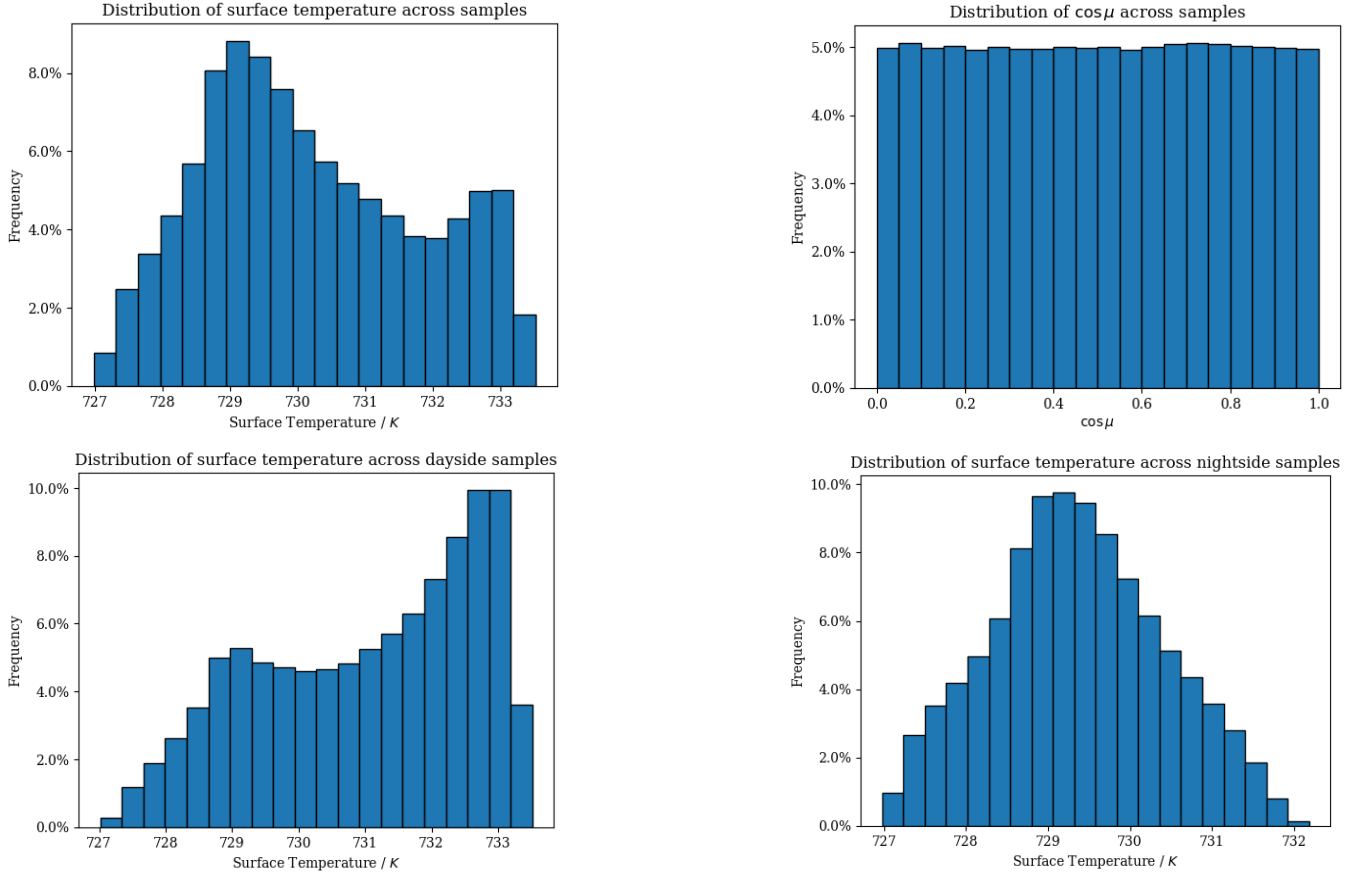 Distribution of surface temperature across samples
8.0%
6.0%
4.0%
2.0%
0.0%
Frequency
727 728 729 730 731 732 733
Surface Temperature / K
Distribution of cos μ across samples
5.0%
4.0%
3.0%
2.0%
1.0%
0.0%
Frequency
0.0 0.2 0.4 0.6 0.8 1.0
cos μ
Distribution of surface temperature across dayside samples
10.0%
8.0%
6.0%
4.0%
2.0%
0.0%
Frequency
727 728 729 730 731 732 733
Surface Temperature / K
Distribution of surface temperature across nightside samples
10.0%
8.0%
6.0%
4.0%
2.0%
0.0%
Frequency
727 728 729 730 731 732
Surface Temperature / K